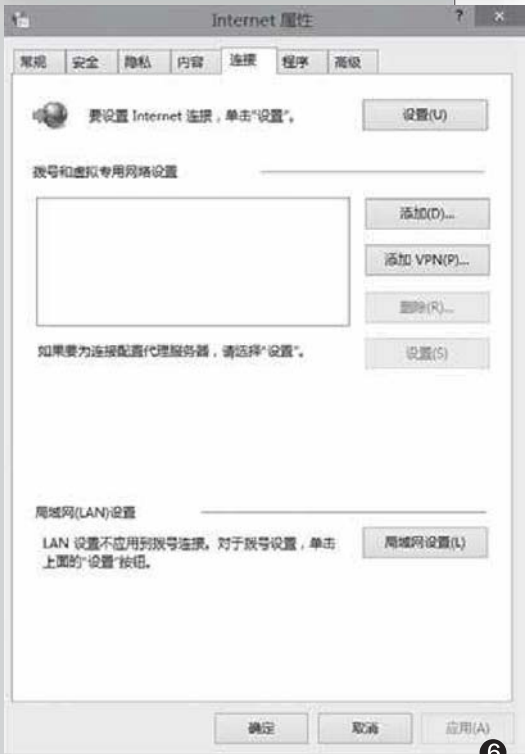 Internet 属性
?
×
常规 安全 隐私 内容 连接 程序 高级
要设置 Internet 连接，单击“设置”。
设置(U)
拨号和虚拟专用网络设置
添加(D)...
添加 VPN(P)...
删除(R)...
设置(S)
如果要为连接配置代理服务器，请选择“设置”。
局域网(LAN)设置
LAN 设置不应用到拨号连接。对于拨号设置，单击
上面的“设置”按钮。
局域网设置(L)
确定 取消 应用(A)
6